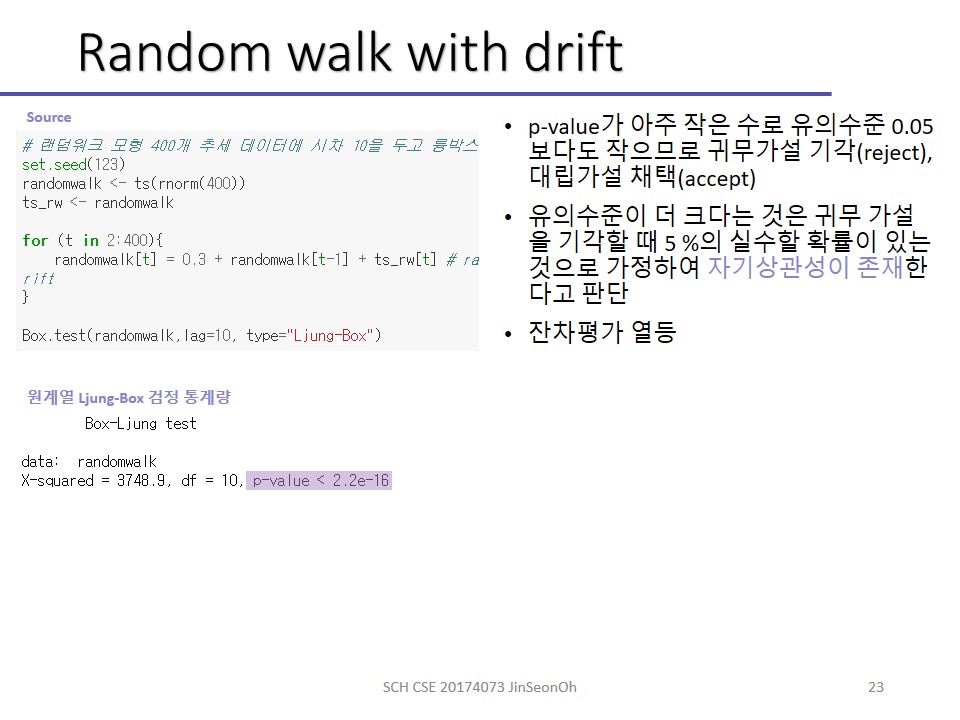 Random walk with drift
Source
# 랜덤워크 모형 400개 추세 데이터에 시차 10을 두고 륭박스
set.seed(123)
randomwalk <- ts(rnorm(400))
ts_rw <- randomwalk
for (t in 2:400){
randomwalk[t] = 0.3 + randomwalk[t-1] + ts_rw[t] # ra
rift
}
Box.test(randomwalk,lag=10, type="Ljung-Box")
원계열 Ljung-Box 검정 통계량
Box-Ljung test
data: randomwalk
X-squared = 3748.9, df = 10, p-value < 2.2e-16
• p-value가 아주 작은 수로 유의수준 0.05
보다도 작으므로 귀무가설 기각(reject),
대립가설 채택(accept)
• 유의수준이 더 크다는 것은 귀무 가설
을 기각할 때 5 %의 실수할 확률이 있는
것으로 가정하여 자기상관성이 존재한
다고 판단
• 잔차평가 열등
SCH CSE 20174073 JinSeonOh
23